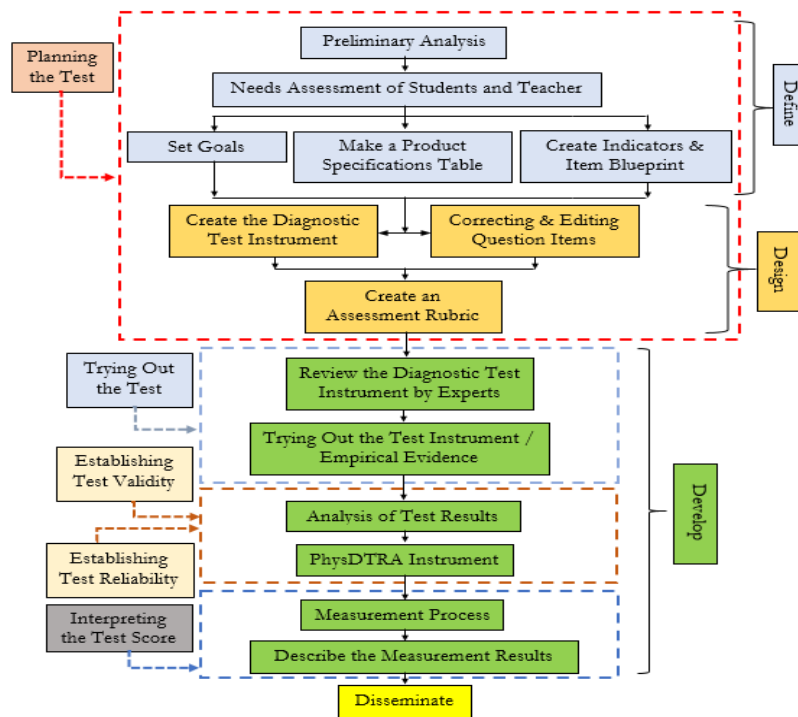 Preliminary Analysis
Planning
the Test
Needs Assessment of Students and Teacher
Define
Set Goals
Make a Product
Specifications Table
Create Indicators &
Item Blueprint
Create the Diagnostic
Test Instrument
Correcting & Editing
Question Items
Design
Create an
Assessment Rubric
Trying Out
the Test
Review the Diagnostic Test
Instrument by Experts
Trying Out the Test Instrument /
Empirical Evidence
Establishing
Test Validity
Develop
Analysis of Test Results
PhysDTRA Instrument
Establishing
Test Reliability
Interpreting
the Test Score
Measurement Process
Describe the Measurement Results
Disseminate